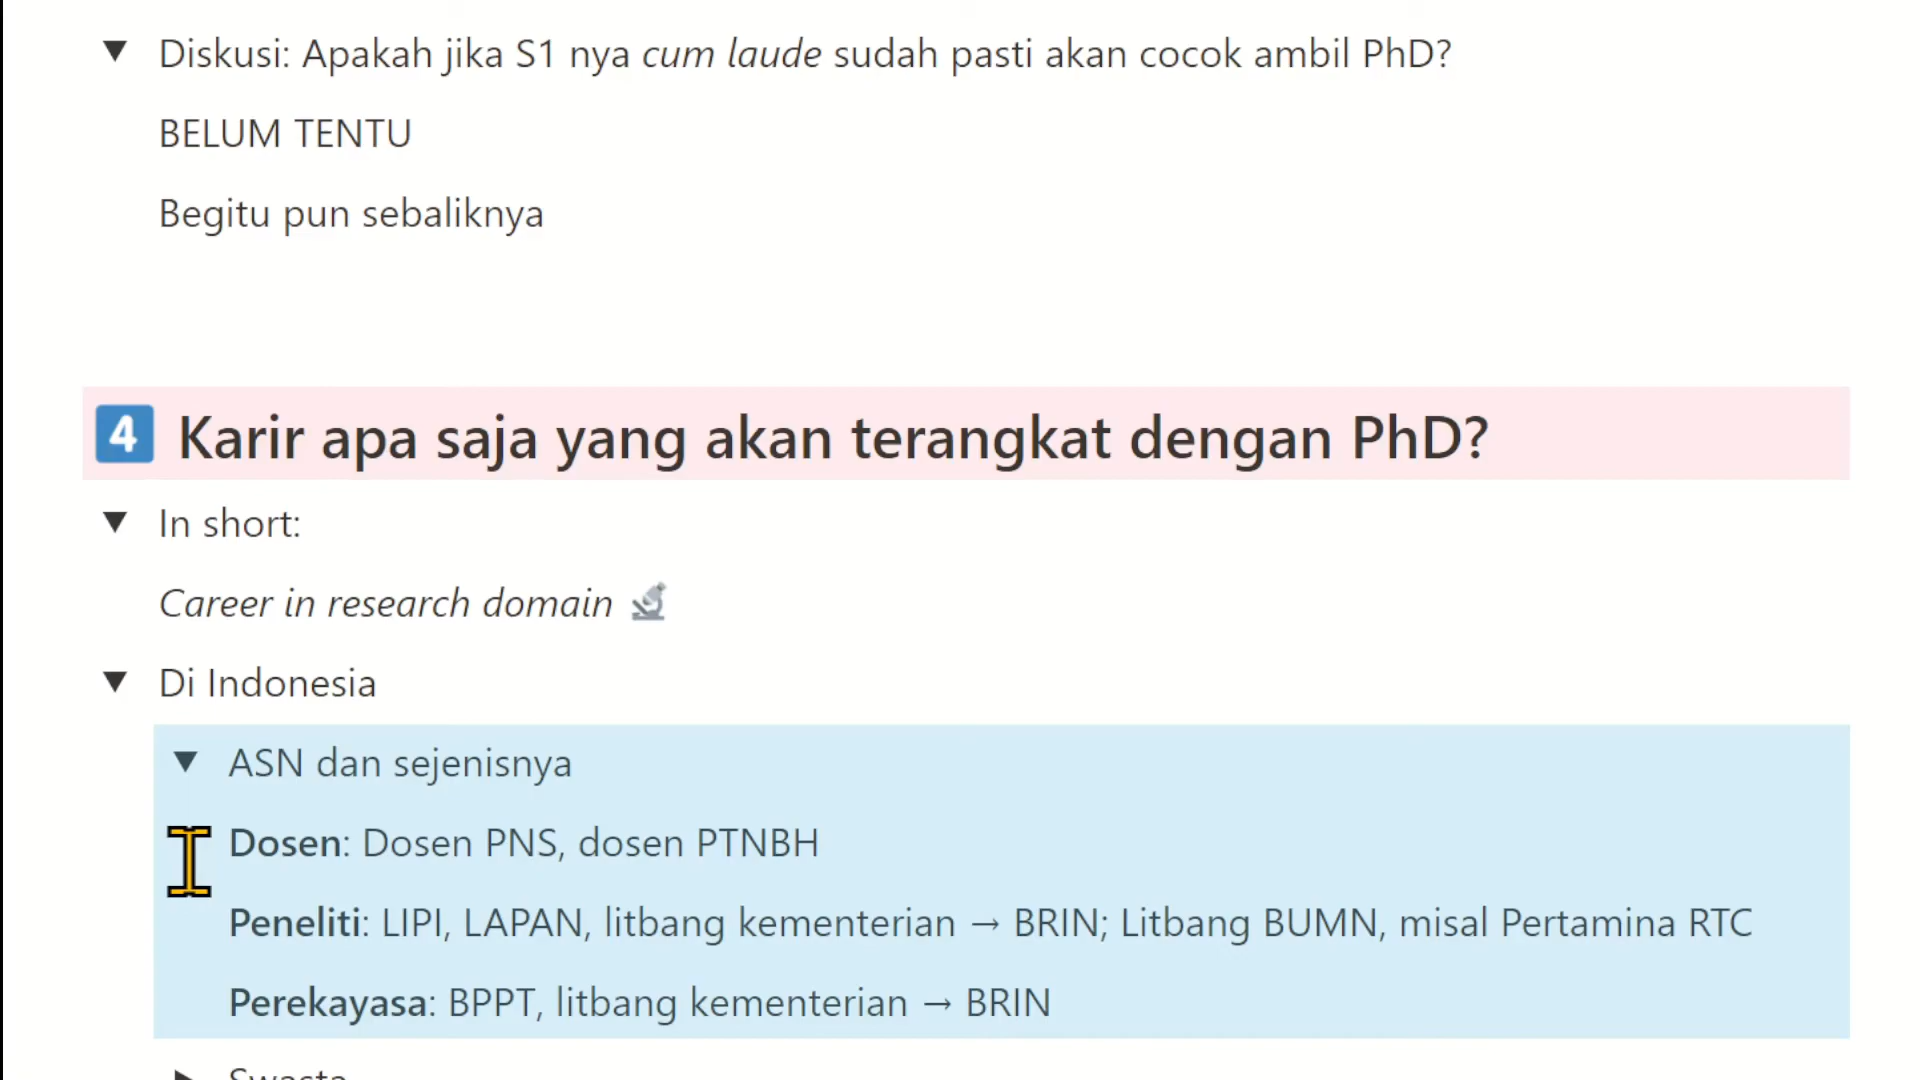 Diskusi: Apakah jika S1 nya cum laude sudah pasti akan cocok ambil PhD?
BELUM TENTU
Begitu pun sebaliknya
4 Karir apa saja yang akan terangkat dengan PhD?
In short:
Career in research domain
Di Indonesia
ASN dan sejenisnya
Dosen: Dosen PNS, dosen PTNBH
Peneliti: LIPI, LAPAN, litbang kementerian → BRIN; Litbang BUMN, misal Pertamina RTC
Perekayasa: BPPT, litbang kementerian → BRIN
Swasta